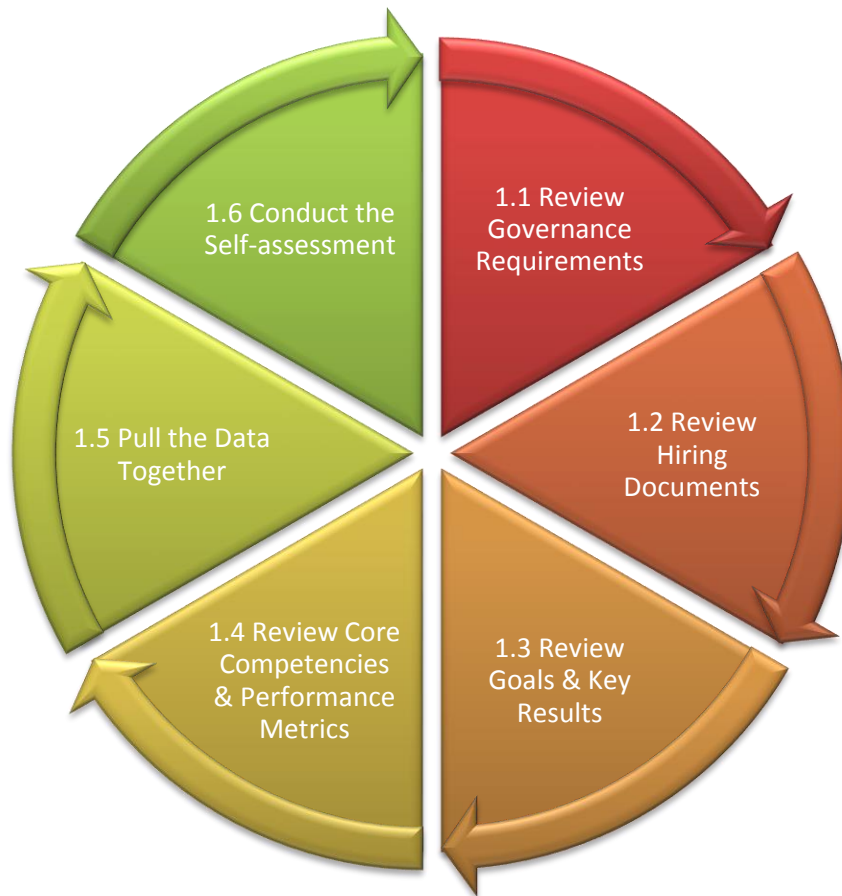 1.1 Review
Governance
Requirements
1.2 Review
Hiring
Documents
1.3 Review
Goals & Key
Results
1.4 Review Core
Competencies
& Performance
Metrics
1.5 Pull the Data
Together
1.6 Conduct the
Self-assessment